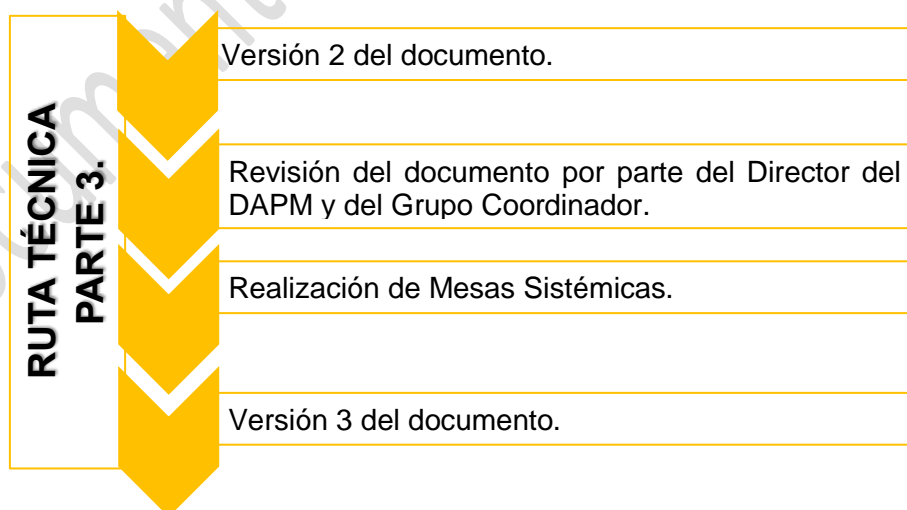 RUTA TÉCNICA
PARTE 3.
Versión 2 del documento.
Revisión del documento por parte del Director del
DAPM y del Grupo Coordinador.
Realización de Mesas Sistémicas.
Versión 3 del documento.